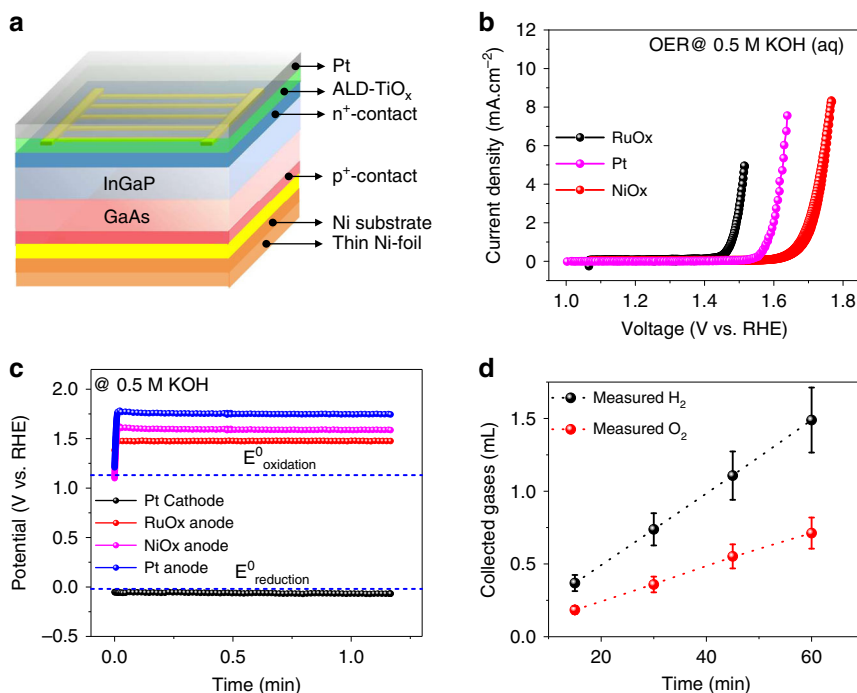 a
Pt
ALD-TiOₓ
n⁺-contact
InGaP
p⁺-contact
GaAs
Ni substrate
Thin Ni-foil
b
12
10
8
6
4
2
0
Current density (mA.cm⁻²)
OER@ 0.5 M KOH (aq)
RuOx
Pt
NiOx
1.0
1.2
1.4
1.6
1.8
Voltage (V vs. RHE)
c
@ 0.5 M KOH
2.0
1.5
1.0
0.5
0.0
–0.5
Potential (V vs. RHE)
E⁰oxidation
Pt Cathode
RuOx anode
NiOx anode
Pt anode
E⁰reduction
0.0
0.5
1.0
Time (min)
d
1.5
1.0
0.5
0.0
Collected gases (mL)
Measured H₂
Measured O₂
20
40
60
Time (min)